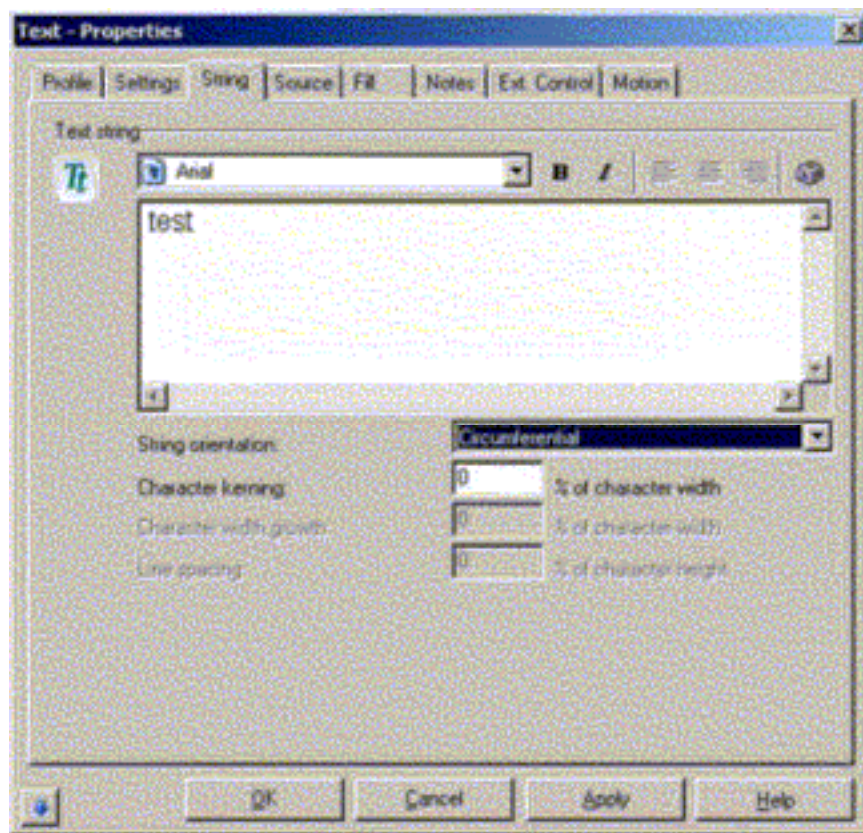 Text - Properties
Profile Settings String Source Fill Notes Ext. Control Motion
Text string
Tt Arial B I
test
String orientation: Circumferential
Character kerning: 0 % of character width
Character width growth: 0 % of character width
Line spacing: 0 % of character height
OK Cancel Apply Help